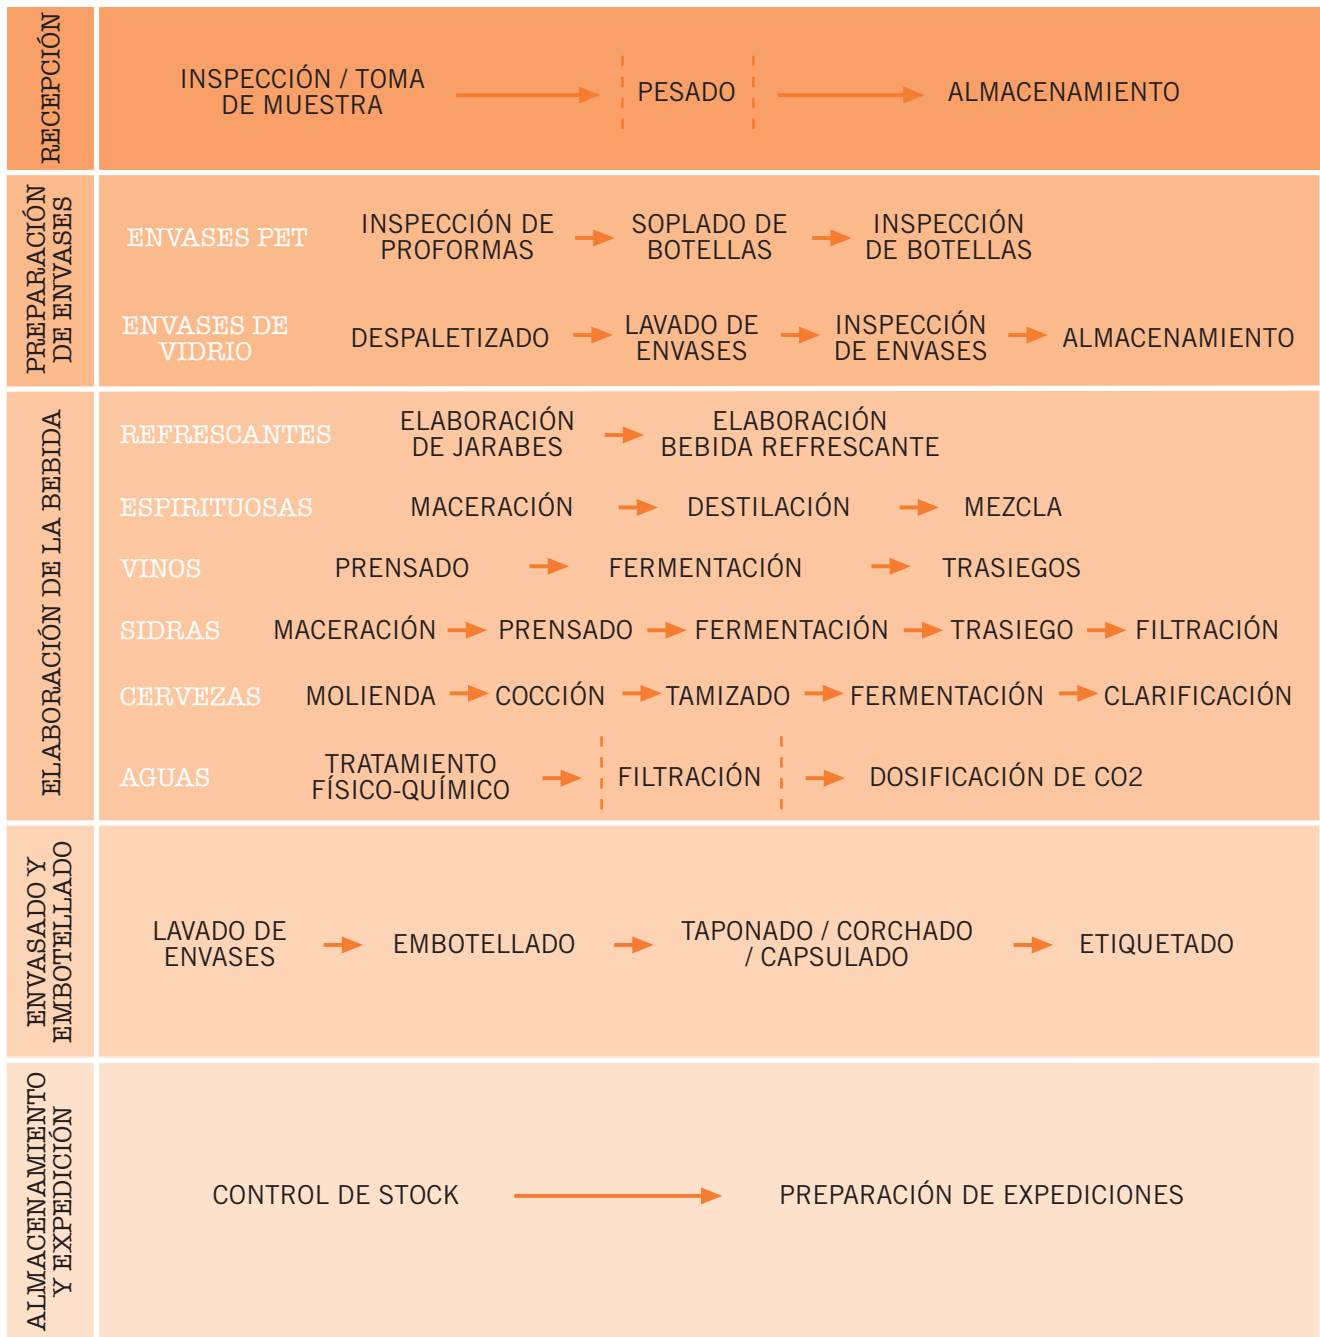 RECEPCIÓN
INSPECCIÓN / TOMA
DE MUESTRA
PESADO
ALMACENAMIENTO
PREPARACIÓN
DE ENVASES
ENVASES PET
INSPECCIÓN DE
PROFORMAS
SOPLADO DE
BOTELLAS
INSPECCIÓN
DE BOTELLAS
ENVASES DE
VIDRIO
DESPALETIZADO
LAVADO DE
ENVASES
INSPECCIÓN
DE ENVASES
ALMACENAMIENTO
ELABORACIÓN DE LA BEBIDA
REFRESCANTES
ELABORACIÓN
DE JARABES
ELABORACIÓN
BEBIDA REFRESCANTE
ESPIRITUOSAS
MACERACIÓN
DESTILACIÓN
MEZCLA
VINOS
PRENSADO
FERMENTACIÓN
TRASIEGOS
SIDRAS
MACERACIÓN
PRENSADO
FERMENTACIÓN
TRASIEGO
FILTRACIÓN
CERVEZAS
MOLIENDA
COCCIÓN
TAMIZADO
FERMENTACIÓN
CLARIFICACIÓN
AGUAS
TRATAMIENTO
FÍSICO-QUÍMICO
FILTRACIÓN
DOSIFICACIÓN DE CO2
ENVASADO Y
EMBOTELLADO
LAVADO DE
ENVASES
EMBOTELLADO
TAPONADO / CORCHADO
/ CAPSULADO
ETIQUETADO
ALMACENAMIENTO
Y EXPEDICIÓN
CONTROL DE STOCK
PREPARACIÓN DE EXPEDICIONES